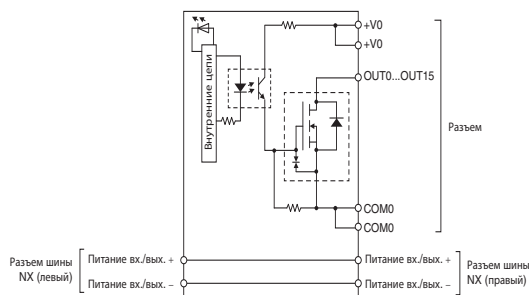 +V0
+V0
OUT0...OUT15
Внутренние цепи
Разъем
COM0
COM0
Разъем шины
NX (левый)
Питание вх./вых. +
Питание вх./вых. –
Питание вх./вых. +
Питание вх./вых. –
Разъем шины
NX (правый)